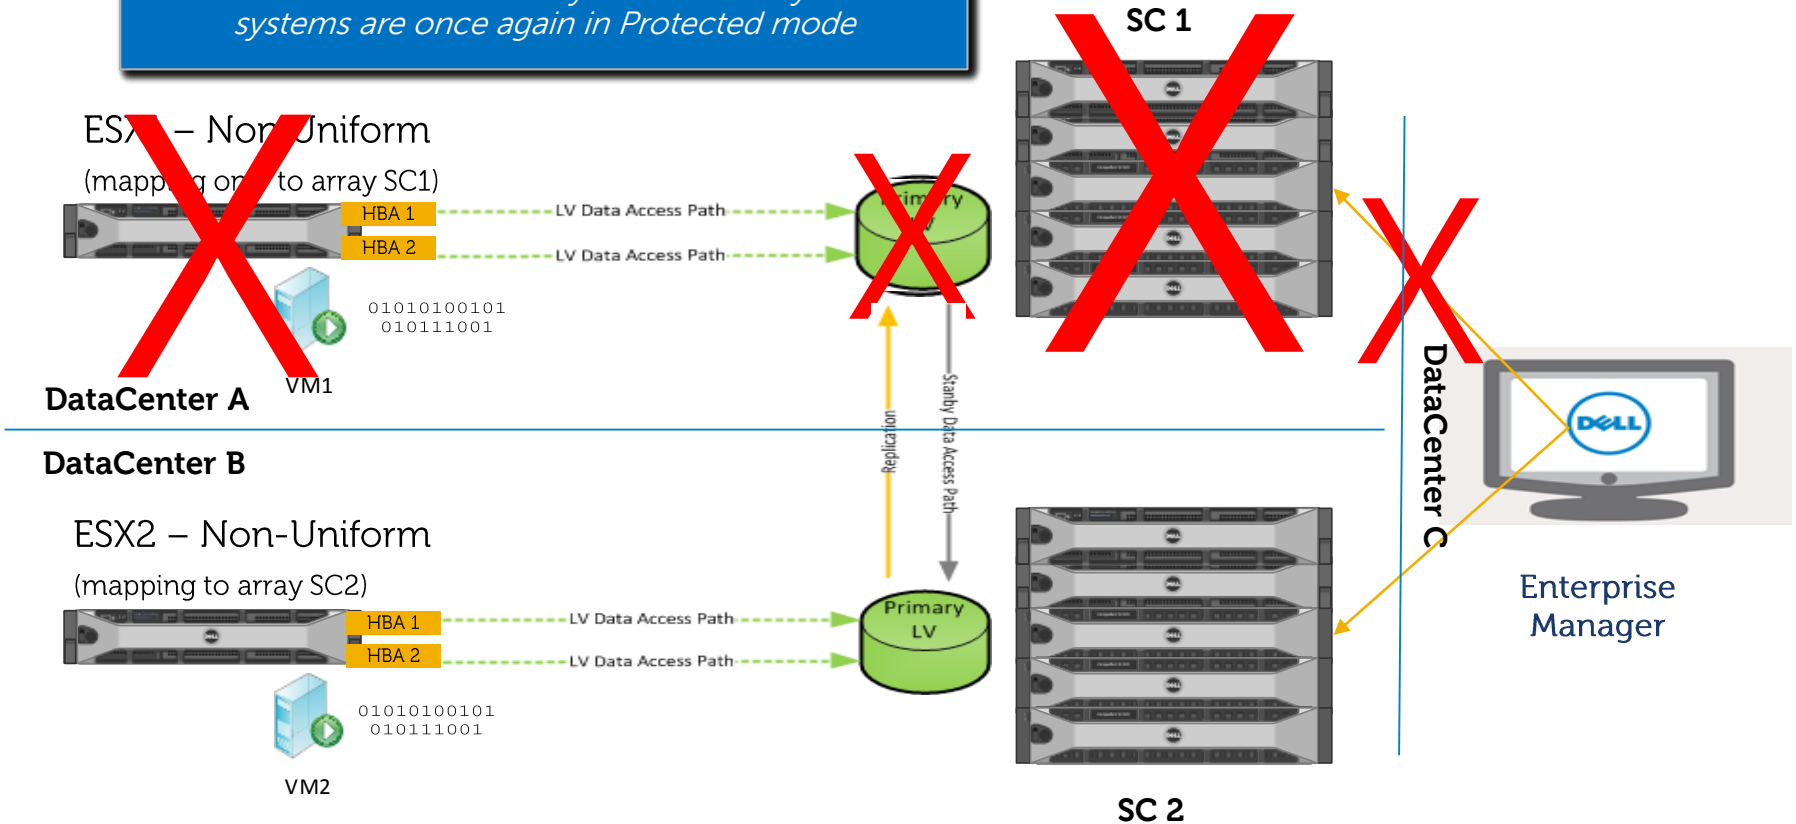 systems are once again in Protected mode
SC 1
– Non-Uniform
to array SC1)
HBA 1
LV Data Access Path
HBA 2
LV Data Access Path
01010100101
010111001
VM1
DataCenter A
Replication
Stanby Data Access Path
DataCenter C
DELL
DataCenter B
ESX2 – Non-Uniform
(mapping to array SC2)
HBA 1
LV Data Access Path
HBA 2
LV Data Access Path
Primary
LV
01010100101
010111001
VM2
Enterprise
Manager
SC 2